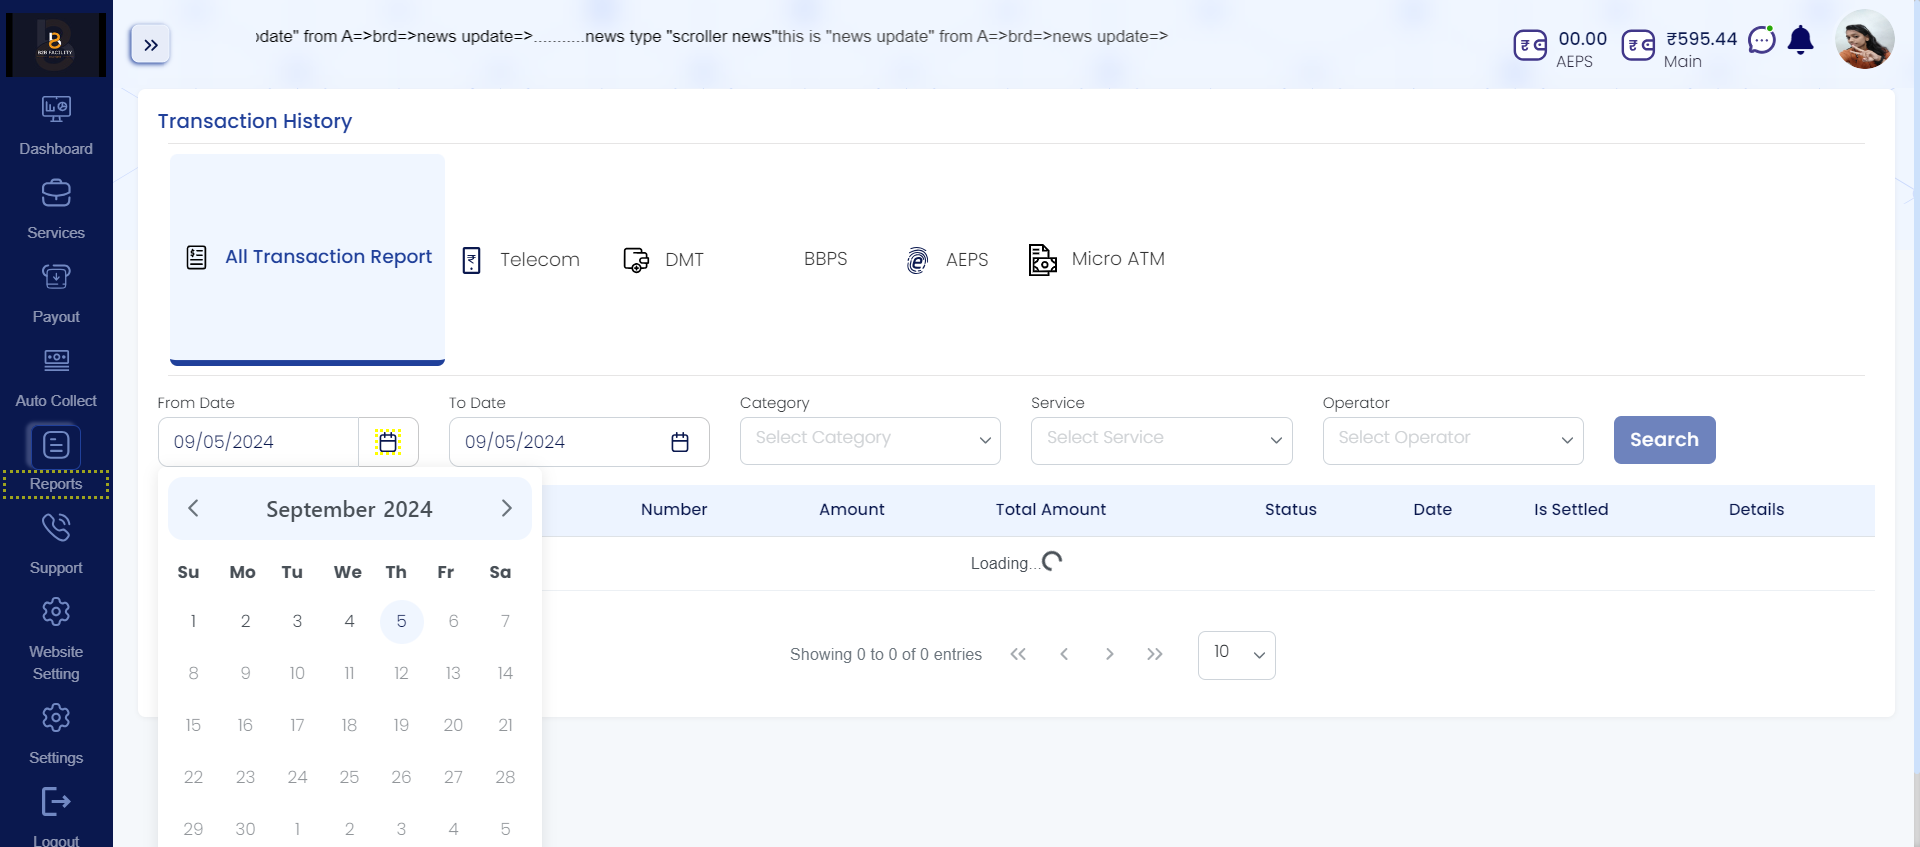 pdate" from A=>brd=>news update=>...........news type "scroller news"this is "news update" from A=>brd=>news update=>
00.00
AEPS
₹595.44
Main
B2B FACILITY
Dashboard
Services
Payout
Auto Collect
Reports
Support
Website
Setting
Settings
Logout
Transaction History
All Transaction Report
Telecom
DMT
BBPS
AEPS
Micro ATM
From Date
To Date
Category
Service
Operator
09/05/2024
09/05/2024
Select Category
Select Service
Select Operator
Search
Number Amount Total Amount Status Date Is Settled Details
Loading...
Showing 0 to 0 of 0 entries
10
September 2024
Su Mo Tu We Th Fr Sa
1 2 3 4 5 6 7
8 9 10 11 12 13 14
15 16 17 18 19 20 21
22 23 24 25 26 27 28
29 30 1 2 3 4 5